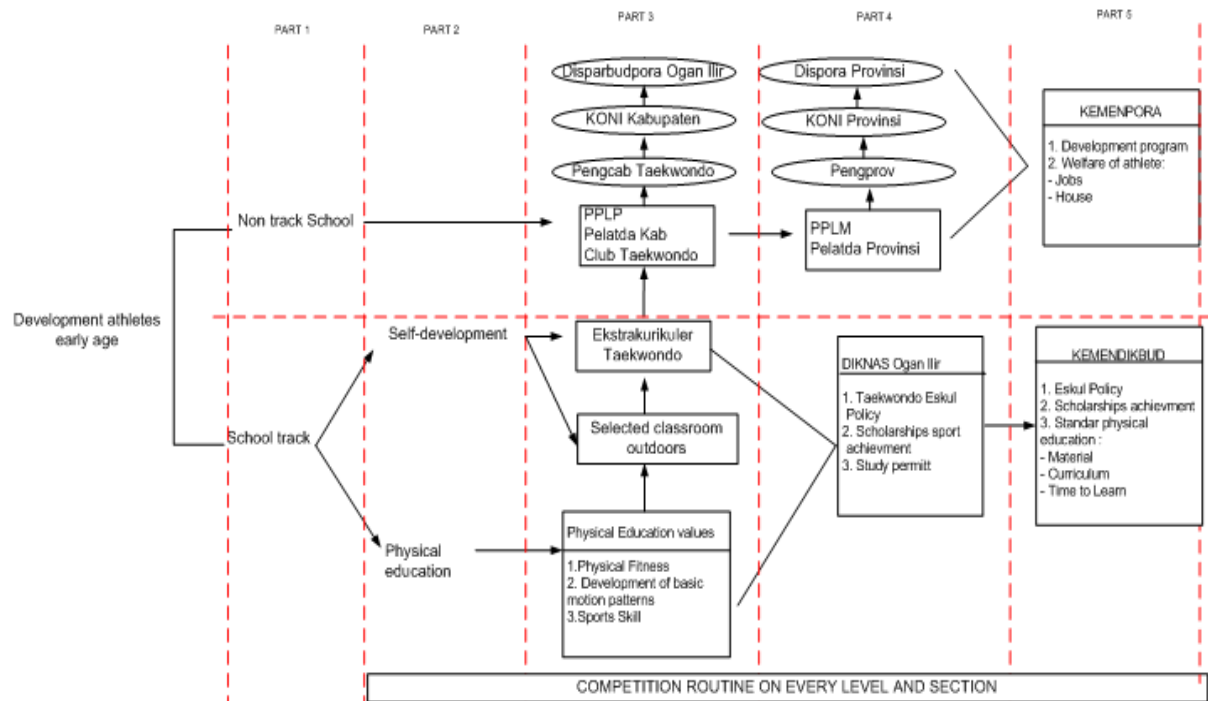 PART 1
PART 2
PART 3
PART 4
PART 5
Disparbudpora Ogan Ilir
KONI Kabupaten
Pengcab Taekwondo
PPLP
Pelatda Kab
Club Taekwondo
Dispora Provinsi
KONI Provinsi
Pengprov
PPLM
Pelatda Provinsi
KEMENPORA
1. Development program
2. Welfare of athlete:
- Jobs
- House
Non track School
Development athletes
early age
School track
Self-development
Physical
education
Ekstrakurikuler
Taekwondo
Selected classroom
outdoors
Physical Education values
1.Physical Fitness
2. Development of basic
motion patterns
3.Sports Skill
DIKNAS Ogan Ilir
1. Taekwondo Eskul
Policy
2. Scholarships sport
achievment
3. Study permitt
KEMENDIKBUD
1. Eskul Policy
2. Scholarships achievment
3. Standar physical
education :
- Material
- Curriculum
- Time to Learn
COMPETITION ROUTINE ON EVERY LEVEL AND SECTION